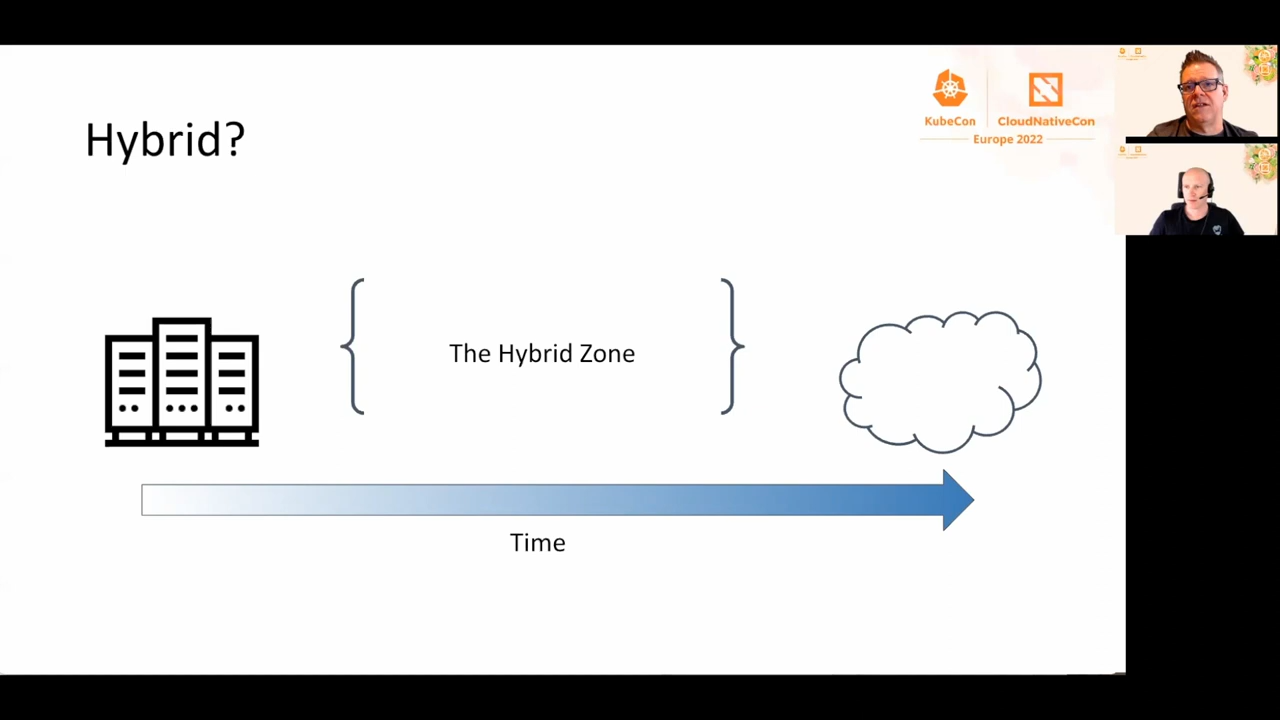 Hybrid?
KubeCon
CloudNativeCon
Europe 2022
The Hybrid Zone
Time